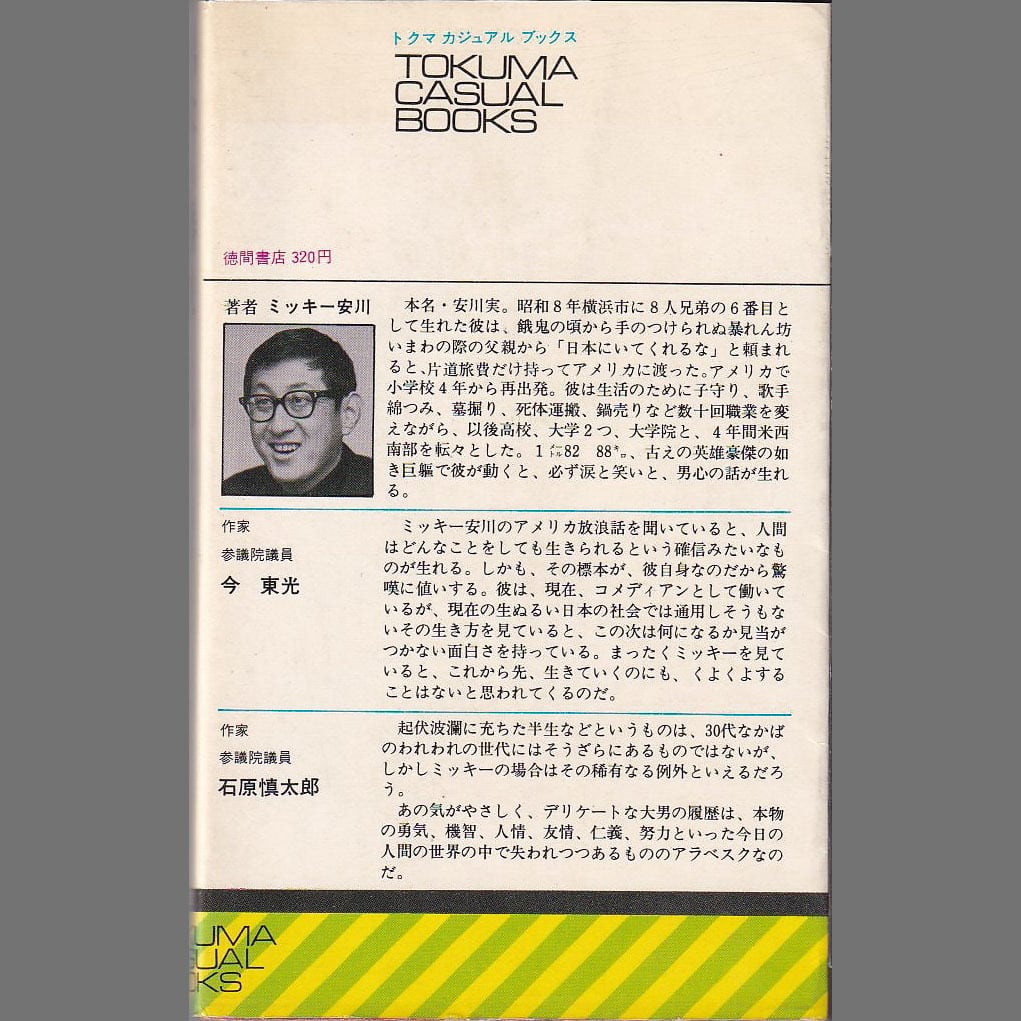 トクマ カジュアル ブックス
TOKUMA
CASUAL
BOOKS
徳間書店 320円
著者 ミッキー安川
本名・安川実。昭和8年横浜市に8人兄弟の6番目と
して生れた彼は、餓鬼の頃から手のつけられぬ暴れん坊
いまわの際の父親から「日本にいてくれるな」と頼まれ
ると、片道旅費だけ持ってアメリカに渡った。アメリカで
小学校4年から再出発。彼は生活のために子守り、歌手
綿つみ、墓掘り、死体運搬、鍋売りなど数十回職業を変
えながら、以後高校、大学2つ、大学院と、4年間米西
南部を転々とした。1㍍82 88㌔、古えの英雄豪傑の如
き巨軀で彼が動くと、必ず涙と笑いと、男心の話が生れ
る。
作家
参議院議員
今 東光
ミッキー安川のアメリカ放浪話を聞いていると、人間
はどんなことをしても生きられるという確信みたいなも
のが生れる。しかも、その標本が、彼自身なのだから驚
嘆に値いする。彼は、現在、コメディアンとして働いて
いるが、現在の生ぬるい日本の社会では通用しそうもな
いその生き方を見ていると、この次は何になるか見当が
つかない面白さを持っている。まったくミッキーを見て
いると、これから先、生きていくのにも、くよくよする
ことはないと思われてくるのだ。
作家
参議院議員
石原慎太郎
起伏波瀾に充ちた半生などというものは、30代なかば
のわれわれの世代にはそうざらにあるものではないが、
しかしミッキーの場合はその稀有なる例外といえるだろ
う。
あの気がやさしく、デリケートな大男の履歴は、本物
の勇気、機智、人情、友情、仁義、努力といった今日の
人間の世界の中で失われつつあるもののアラベスクなの
だ。
UMA
UAL
OKS